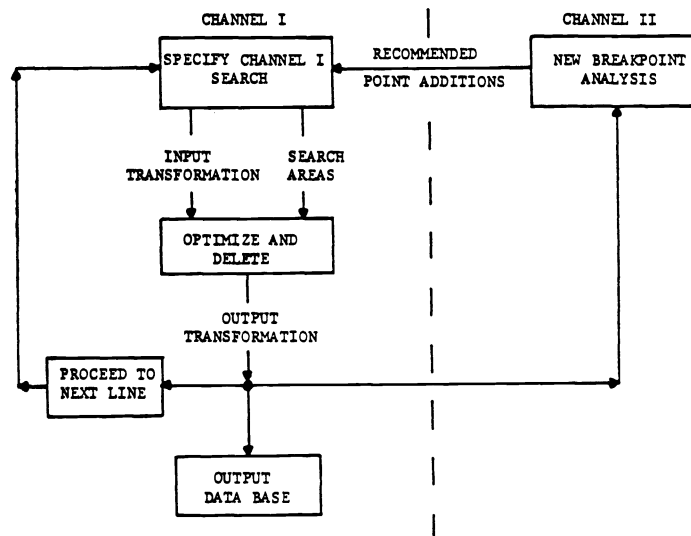 CHANNEL I
CHANNEL II
SPECIFY CHANNEL I
SEARCH
RECOMMENDED
POINT ADDITIONS
NEW BREAKPOINT
ANALYSIS
INPUT
TRANSFORMATION
SEARCH
AREAS
OPTIMIZE AND
DELETE
OUTPUT
TRANSFORMATION
PROCEED TO
NEXT LINE
OUTPUT
DATA BASE